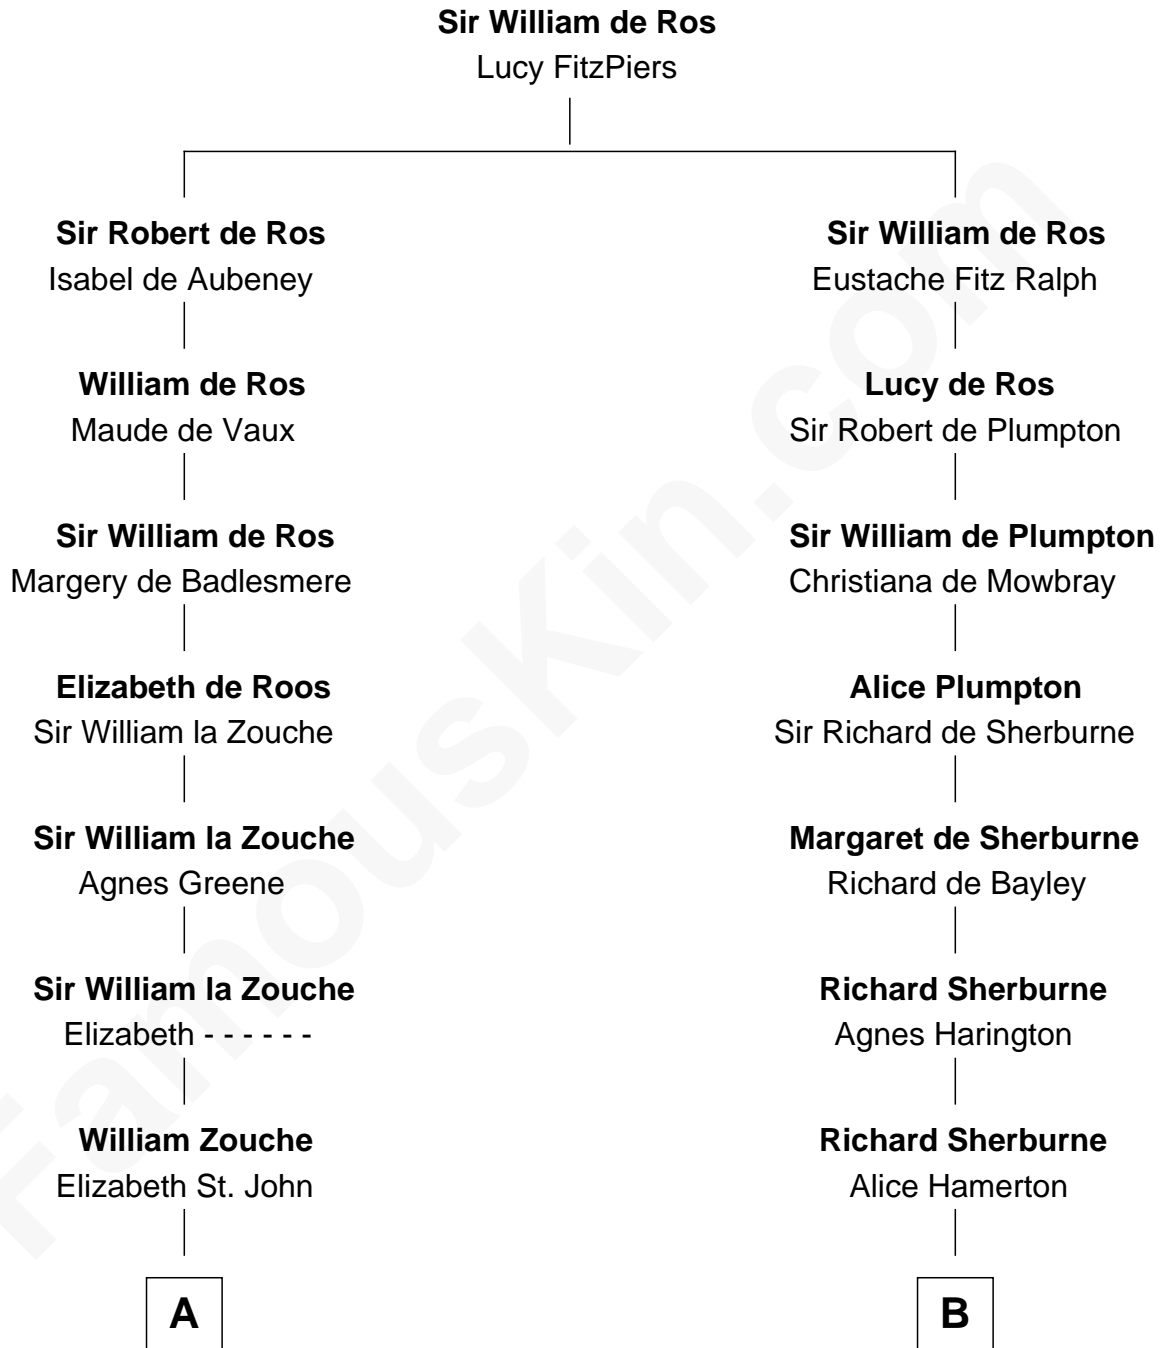 Sir William de Ros
Lucy FitzPiers
Sir Robert de Ros
Isabel de Aubeney
Sir William de Ros
Eustache Fitz Ralph
William de Ros
Maude de Vaux
Lucy de Ros
Sir Robert de Plumpton
Sir William de Ros
Margery de Badlesmere
Sir William de Plumpton
Christiana de Mowbray
Elizabeth de Roos
Sir William la Zouche
Alice Plumpton
Sir Richard de Sherburne
Sir William la Zouche
Agnes Greene
Margaret de Sherburne
Richard de Bayley
Sir William la Zouche
Elizabeth - - - - - -
Richard Sherburne
Agnes Harington
William Zouche
Elizabeth St. John
Richard Sherburne
Alice Hamerton
A
B
FamousKin.com